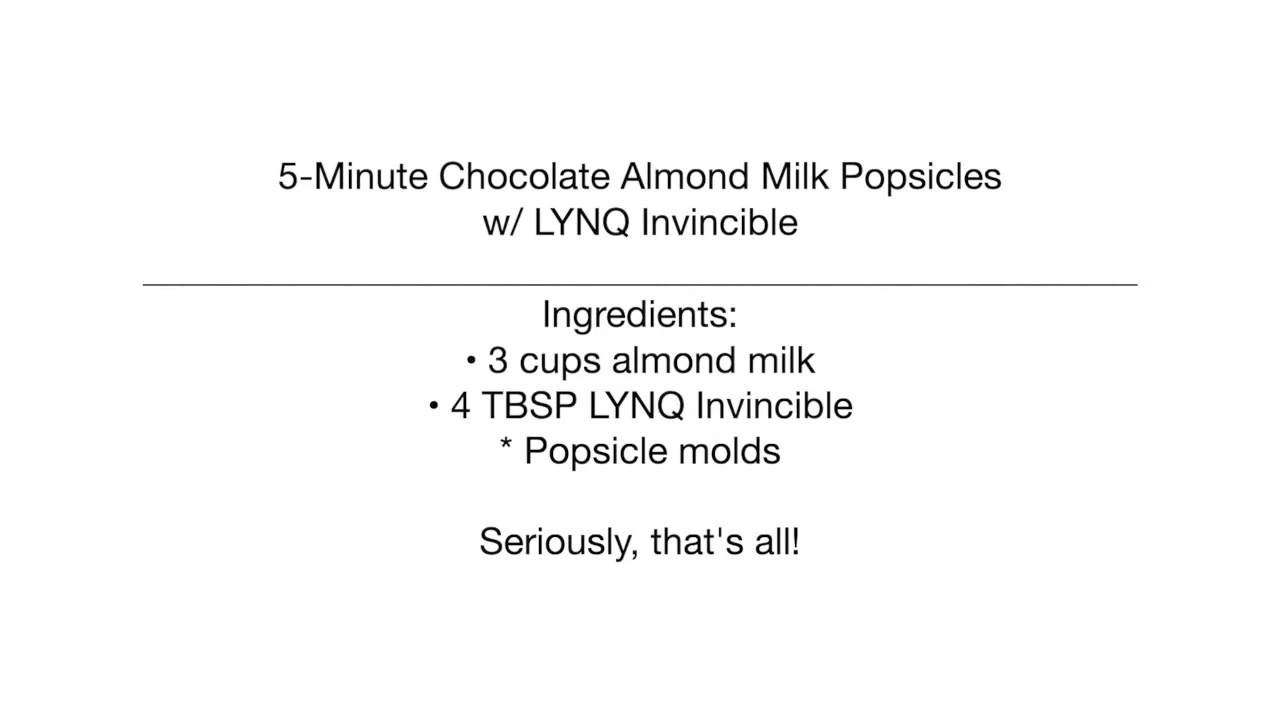 5-Minute Chocolate Almond Milk Popsicles
w/ LYNQ Invincible
Ingredients:
• 3 cups almond milk
• 4 TBSP LYNQ Invincible
* Popsicle molds
Seriously, that's all!